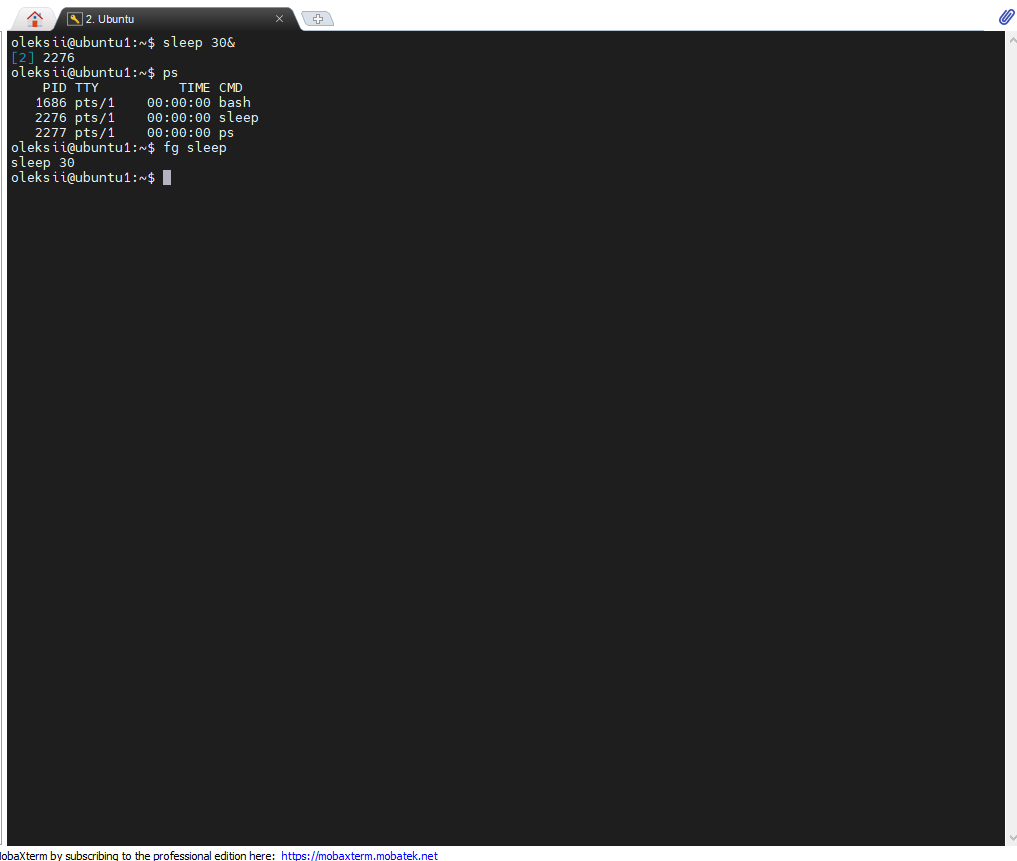 2. Ubuntu
oleksii@ubuntu1:~$ sleep 30&
[2] 2276
oleksii@ubuntu1:~$ ps
    PID TTY          TIME CMD
   1686 pts/1    00:00:00 bash
   2276 pts/1    00:00:00 sleep
   2277 pts/1    00:00:00 ps
oleksii@ubuntu1:~$ fg sleep
sleep 30
oleksii@ubuntu1:~$
obaXterm by subscribing to the professional edition here: https://mobaxterm.mobatek.net